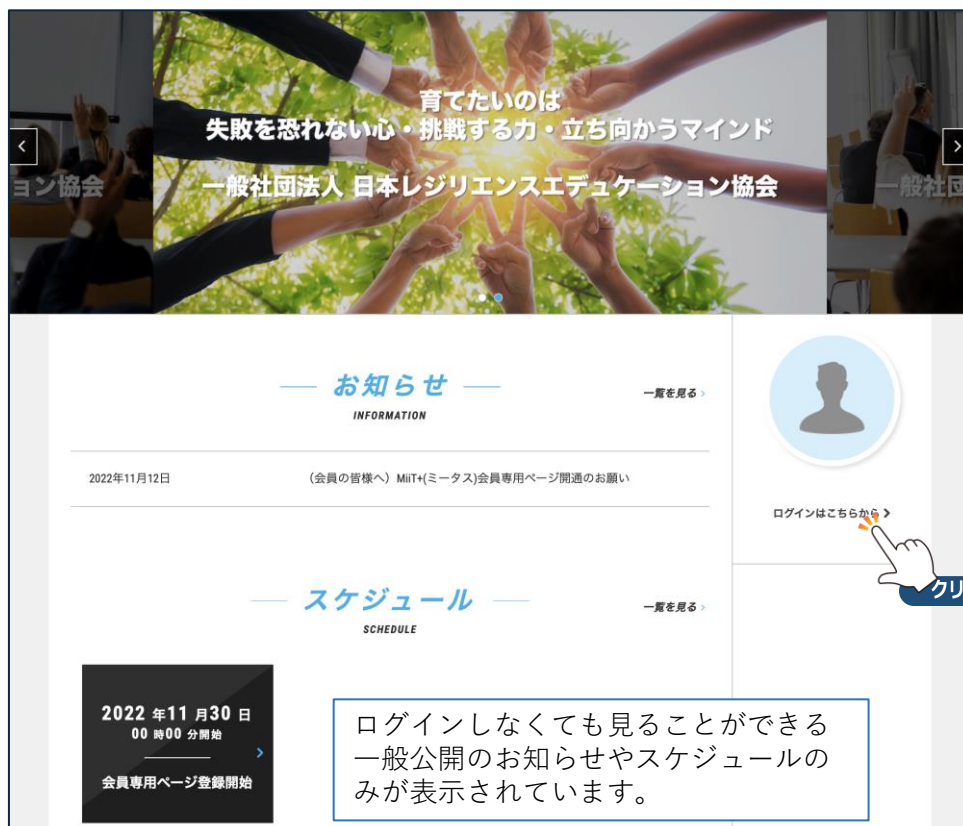 育てたいのは
失敗を恐れない心・挑戦する力・立ち向かうマインド
一般社団法人 日本レジリエンスエデュケーション協会
ョン協会
一般社団
お知らせ
INFORMATION
一覧を見る
2022年11月12日
（会員の皆様へ）MiiT+(ミータス)会員専用ページ開通のお願い
ログインはこちらから
クリ
スケジュール
SCHEDULE
一覧を見る
2022 年11 月30 日
00 時00 分開始
会員専用ページ登録開始
ログインしなくても見ることができる
一般公開のお知らせやスケジュールの
みが表示されています。